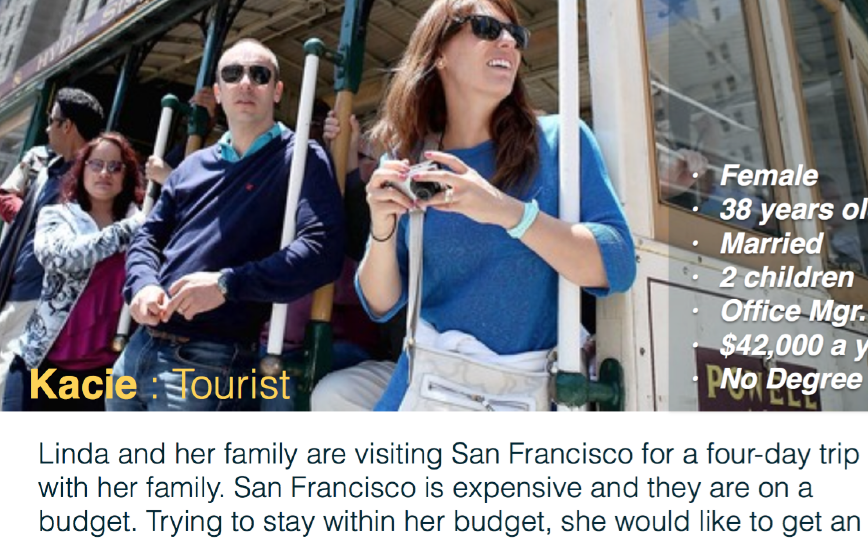 HYDE
Female
38 years ol
Married
2 children
Office Mgr.
$42,000 a y
No Degree
POWELL
Kacie : Tourist
Linda and her family are visiting San Francisco for a four-day trip
with her family. San Francisco is expensive and they are on a
budget. Trying to stay within her budget, she would like to get an